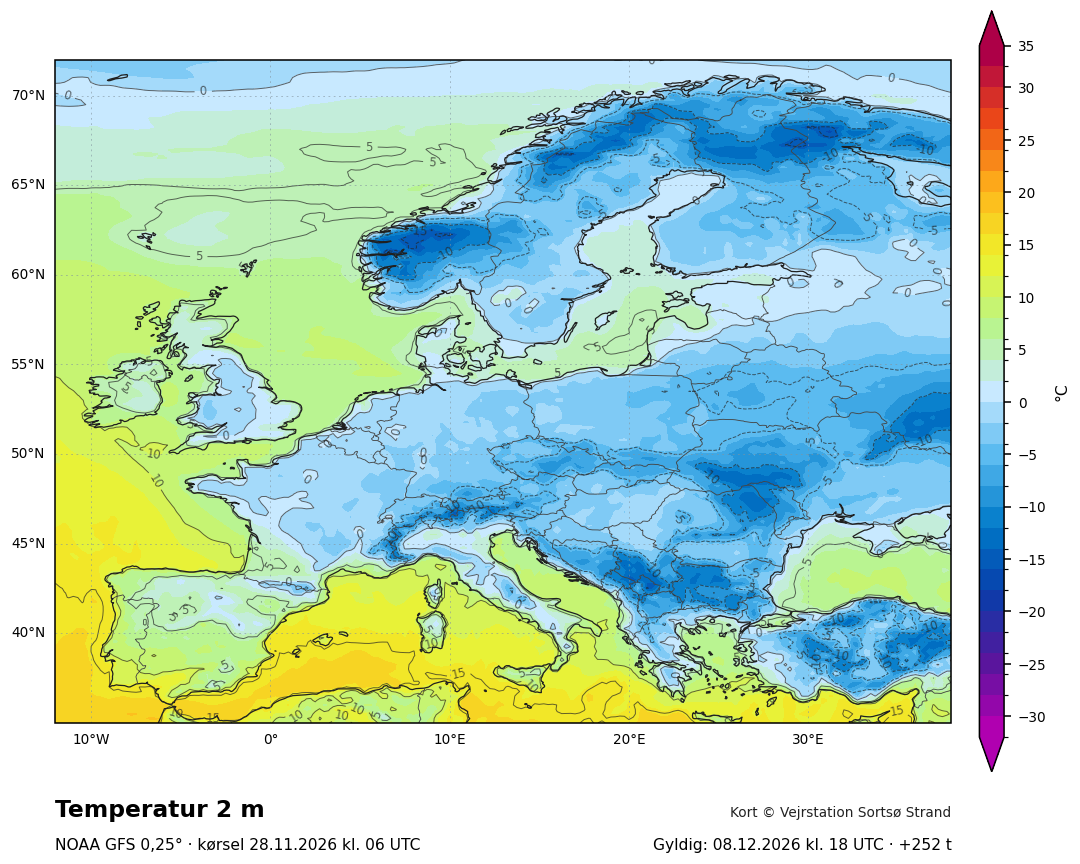 70°N
65°N
60°N
55°N
50°N
45°N
40°N
10°W
0°
10°E
20°E
30°E
35
30
25
20
15
10
5
0
−5
−10
−15
−20
−25
−30
°C
Temperatur 2 m
Kort © Vejrstation Sortsø Strand
NOAA GFS 0,25° · kørsel 28.11.2026 kl. 06 UTC
Gyldig: 08.12.2026 kl. 18 UTC · +252 t